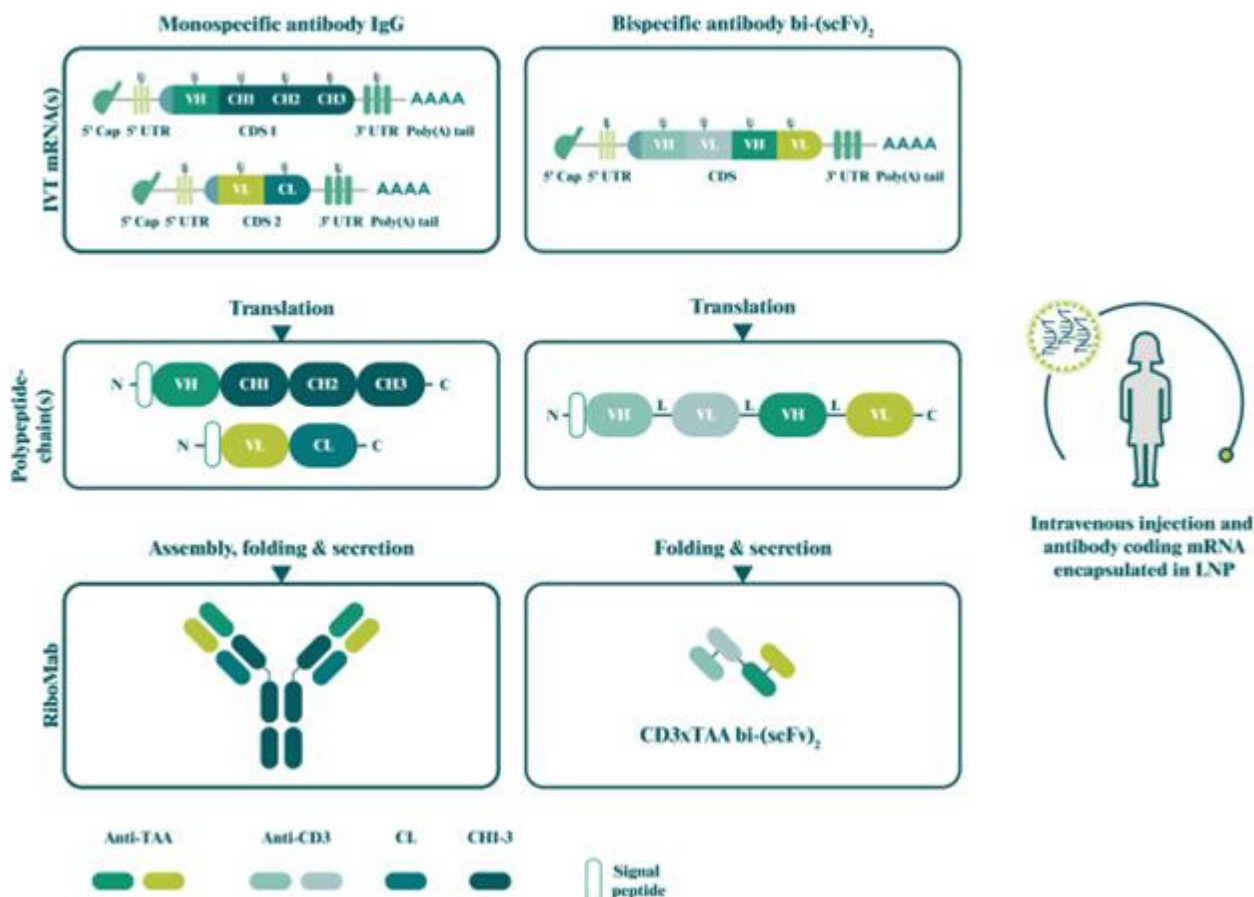 Monospecific antibody IgG
Bispecific antibody bi-(scFv)₂
IVT mRNA(s)
VH CH1 CH2 CH3
AAAA
5' Cap 5' UTR CDS 1 3' UTR Poly(A) tail
VL CL
AAAA
5' Cap 5' UTR CDS 2 3' UTR Poly(A) tail
VH VL VH VL
AAAA
5' Cap 5' UTR CDS 3' UTR Poly(A) tail
Translation
Translation
Polypeptide-
chain(s)
N VH CH1 CH2 CH3 C
N VL CL C
N VH L VL L VH L VL C
Intravenous injection and
antibody coding mRNA
encapsulated in LNP
Assembly, folding & secretion
Folding & secretion
RiboMab
CD3xTAA bi-(scFv)₂
Anti-TAA Anti-CD3 CL CH1-3
Signal
peptide